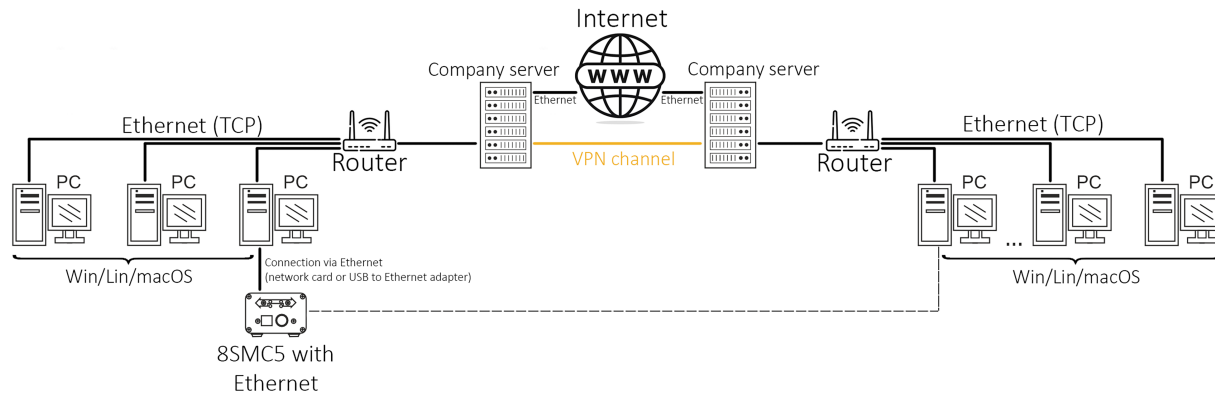 Internet
WWW
Company server
Company server
Ethernet
Ethernet
Ethernet (TCP)
Ethernet (TCP)
Router
VPN channel
Router
PC
PC
PC
PC
PC
PC
...
Connection via Ethernet
(network card or USB to Ethernet adapter)
Win/Lin/macOS
Win/Lin/macOS
8SMC5 with
Ethernet